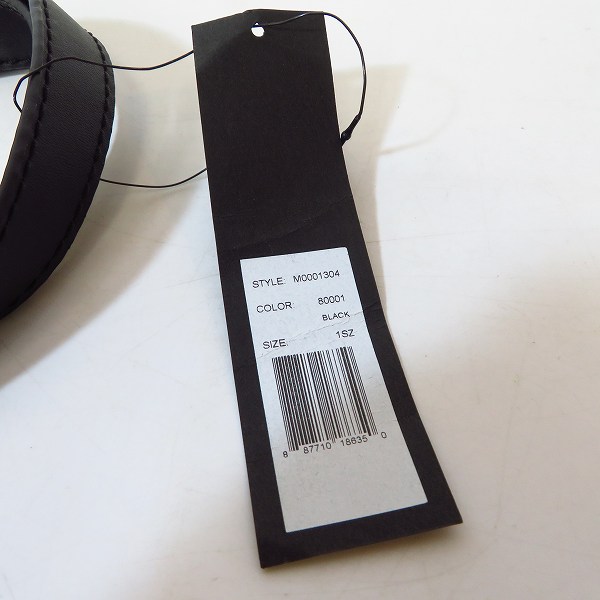 STYLE: M0001304
COLOR 80001
BLACK
SIZE: 1SZ
8 87710 18635 0